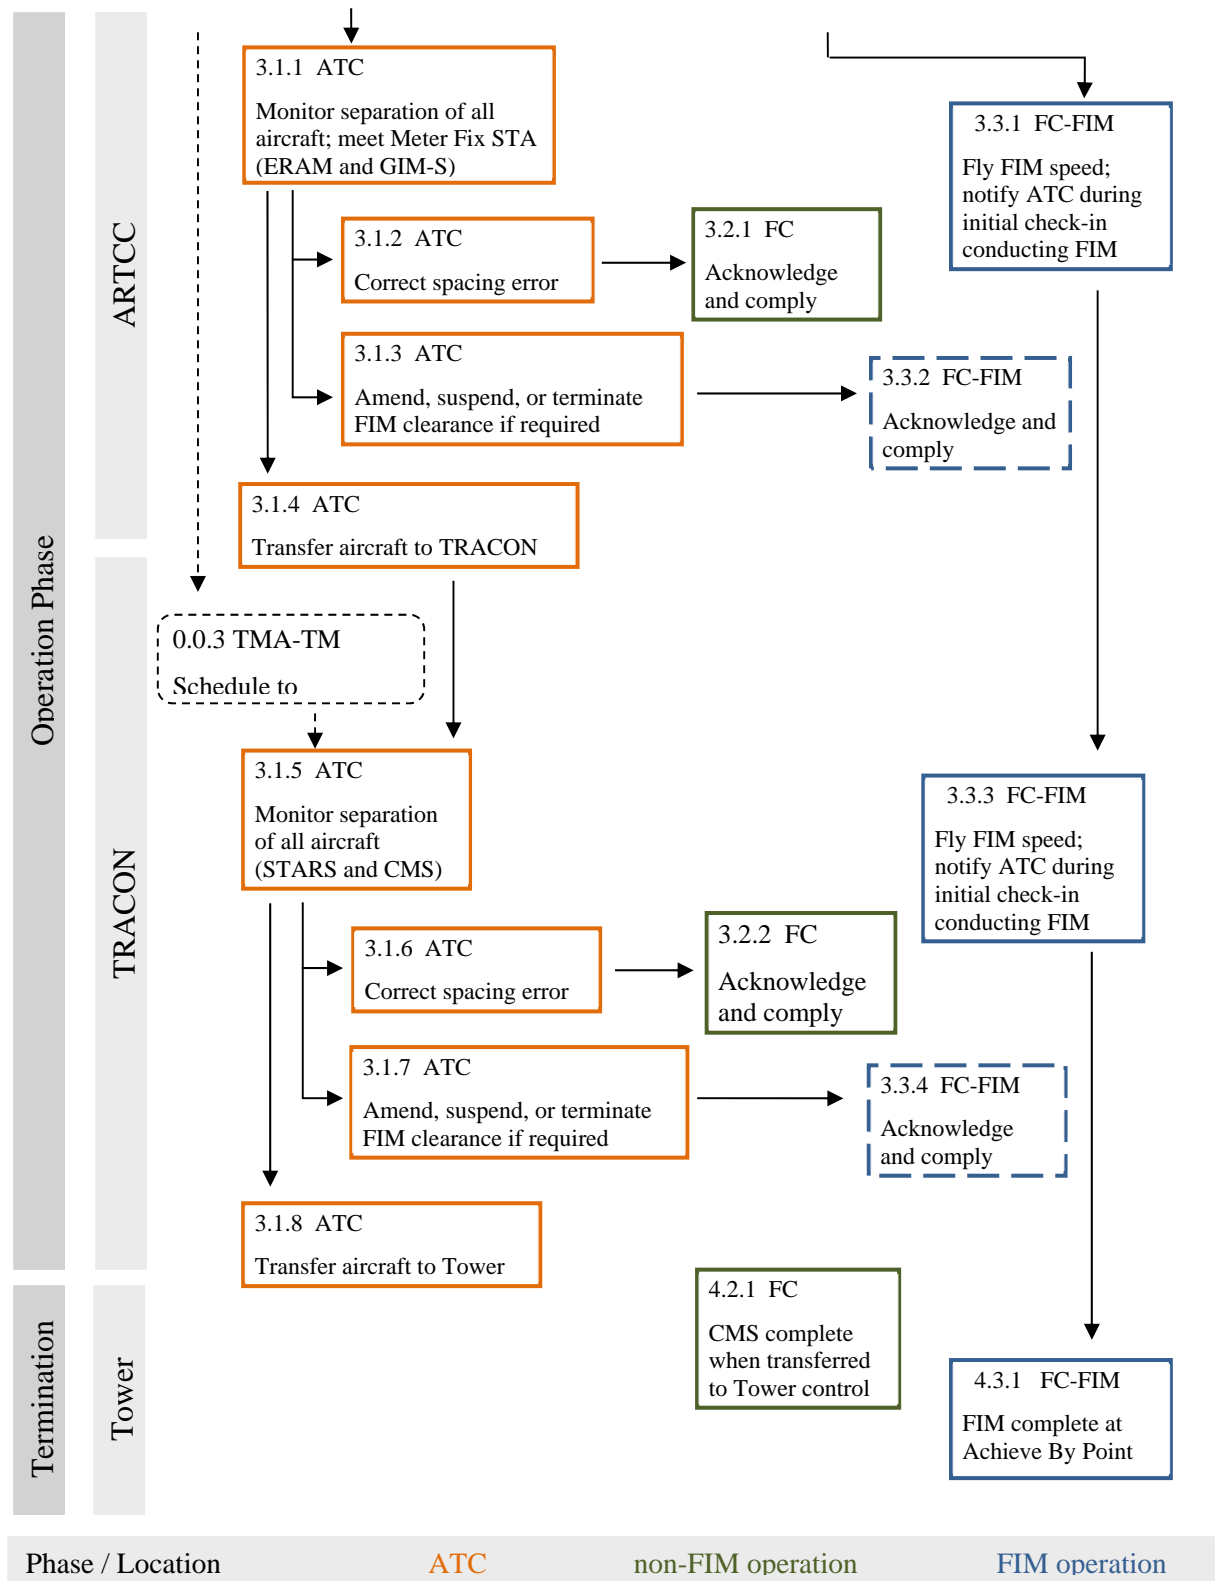 3.1.1 ATC
Monitor separation of all
aircraft; meet Meter Fix STA
(ERAM and GIM-S)
3.3.1 FC-FIM
Fly FIM speed;
notify ATC during
initial check-in
conducting FIM
3.1.2 ATC
Correct spacing error
3.2.1 FC
Acknowledge
and comply
3.1.3 ATC
Amend, suspend, or terminate
FIM clearance if required
3.3.2 FC-FIM
Acknowledge and
comply
3.1.4 ATC
Transfer aircraft to TRACON
ARTCC
Operation Phase
0.0.3 TMA-TM
Schedule to
3.1.5 ATC
Monitor separation
of all aircraft
(STARS and CMS)
3.3.3 FC-FIM
Fly FIM speed;
notify ATC during
initial check-in
conducting FIM
TRACON
3.1.6 ATC
Correct spacing error
3.2.2 FC
Acknowledge
and comply
3.1.7 ATC
Amend, suspend, or terminate
FIM clearance if required
3.3.4 FC-FIM
Acknowledge
and comply
3.1.8 ATC
Transfer aircraft to Tower
4.2.1 FC
CMS complete
when transferred
to Tower control
4.3.1 FC-FIM
FIM complete at
Achieve By Point
Termination
Tower
Phase / Location
ATC
non-FIM operation
FIM operation